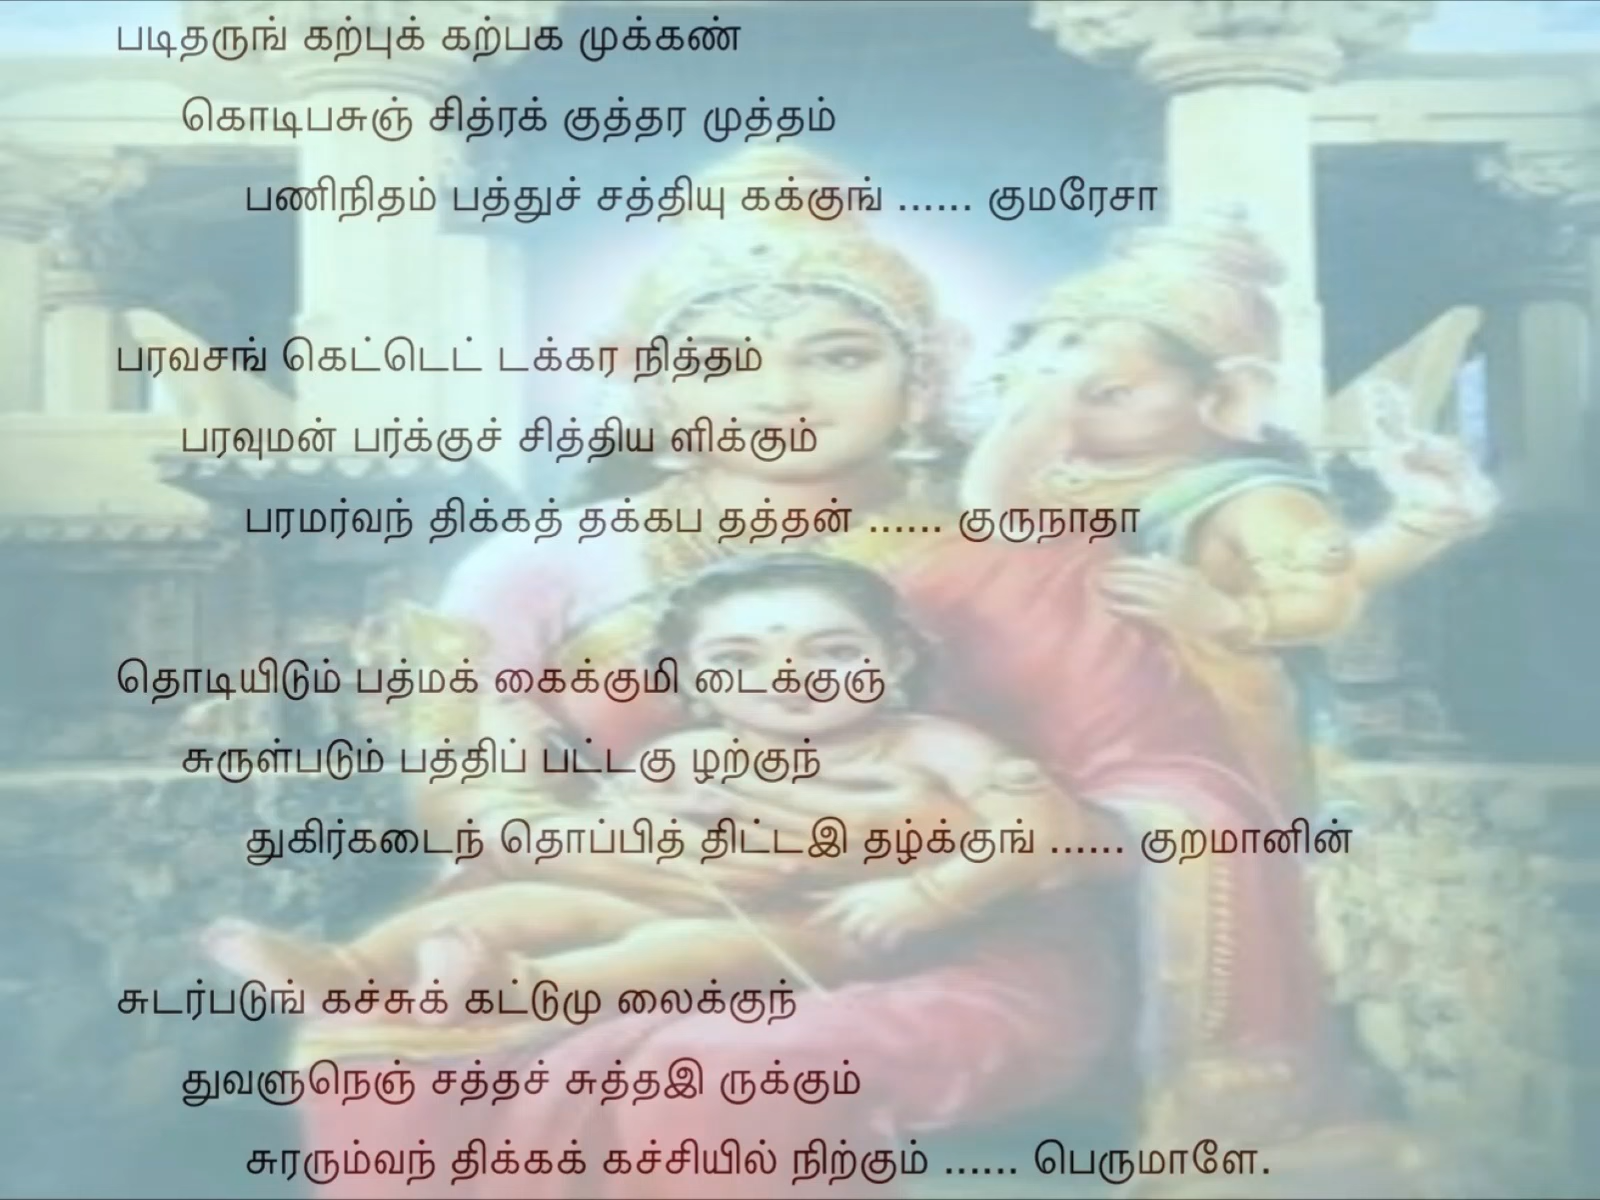 படிதருங் கற்புக் கற்பக முக்கண்
கொடிபசுஞ் சித்ரக் குத்தர முத்தம்
பணிநிதம் பத்துச் சத்தியு கக்குங் ...... குமரேசா
பரவசங் கெட்டெட் டக்கர நித்தம்
பரவுமன் பர்க்குச் சித்திய ளிக்கும்
பரமர்வந் திக்கத் தக்கப தத்தன் ...... குருநாதா
தொடியிடும் பத்மக் கைக்குமி டைக்குஞ்
சுருள்படும் பத்திப் பட்டகு ழற்குந்
துகிர்கடைந் தொப்பித் திட்டஇ தழ்க்குங் ...... குறமானின்
சுடர்படுங் கச்சுக் கட்டுமு லைக்குந்
துவளுநெஞ் சத்தச் சுத்தஇ ருக்கும்
சுரரும்வந் திக்கக் கச்சியில் நிற்கும் ...... பெருமாளே.